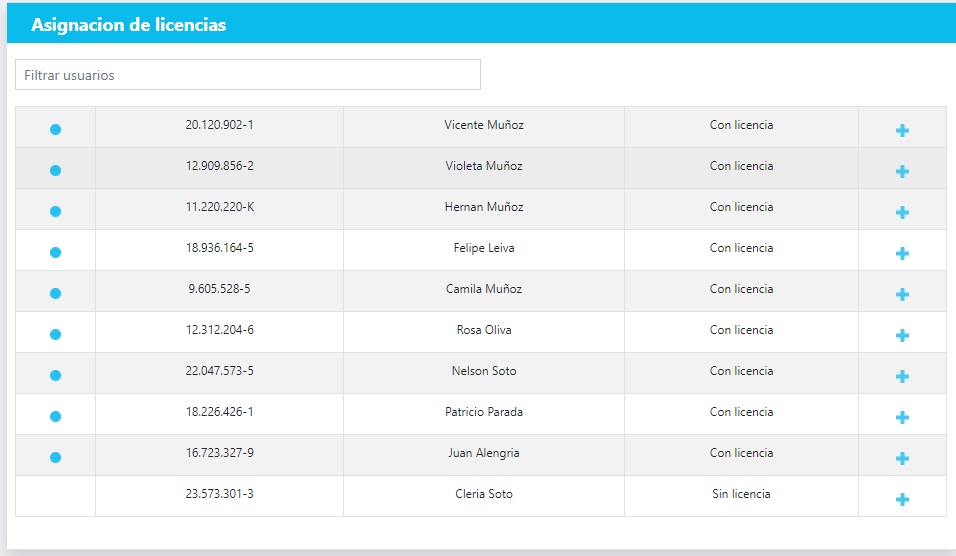 Asignacion de licencias
Filtrar usuarios
20.120.902-1 Vicente Muñoz Con licencia
12.909.856-2 Violeta Muñoz Con licencia
11.220.220-K Hernan Muñoz Con licencia
18.936.164-5 Felipe Leiva Con licencia
9.605.528-5 Camila Muñoz Con licencia
12.312.204-6 Rosa Oliva Con licencia
22.047.573-5 Nelson Soto Con licencia
18.226.426-1 Patricio Parada Con licencia
16.723.327-9 Juan Alengria Con licencia
23.573.301-3 Cleria Soto Sin licencia